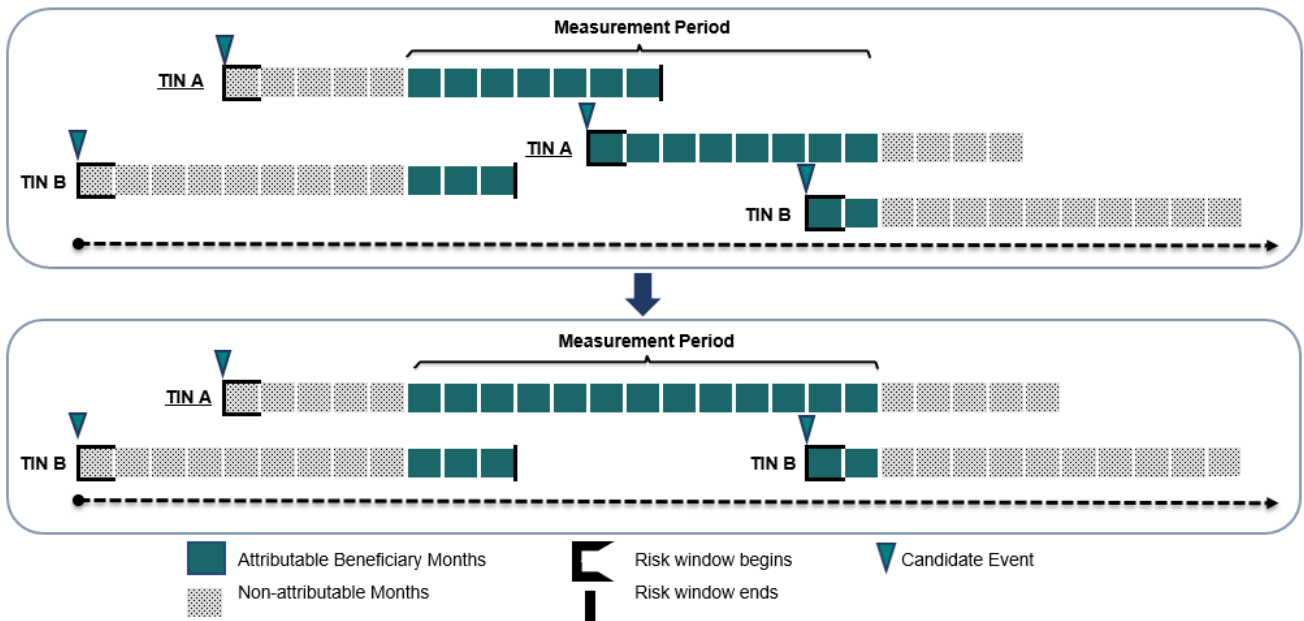 Measurement Period
TIN A
TIN A
TIN B
TIN B
Measurement Period
TIN A
TIN B
TIN B
Attributable Beneficiary Months
Risk window begins
Candidate Event
Non-attributable Months
Risk window ends